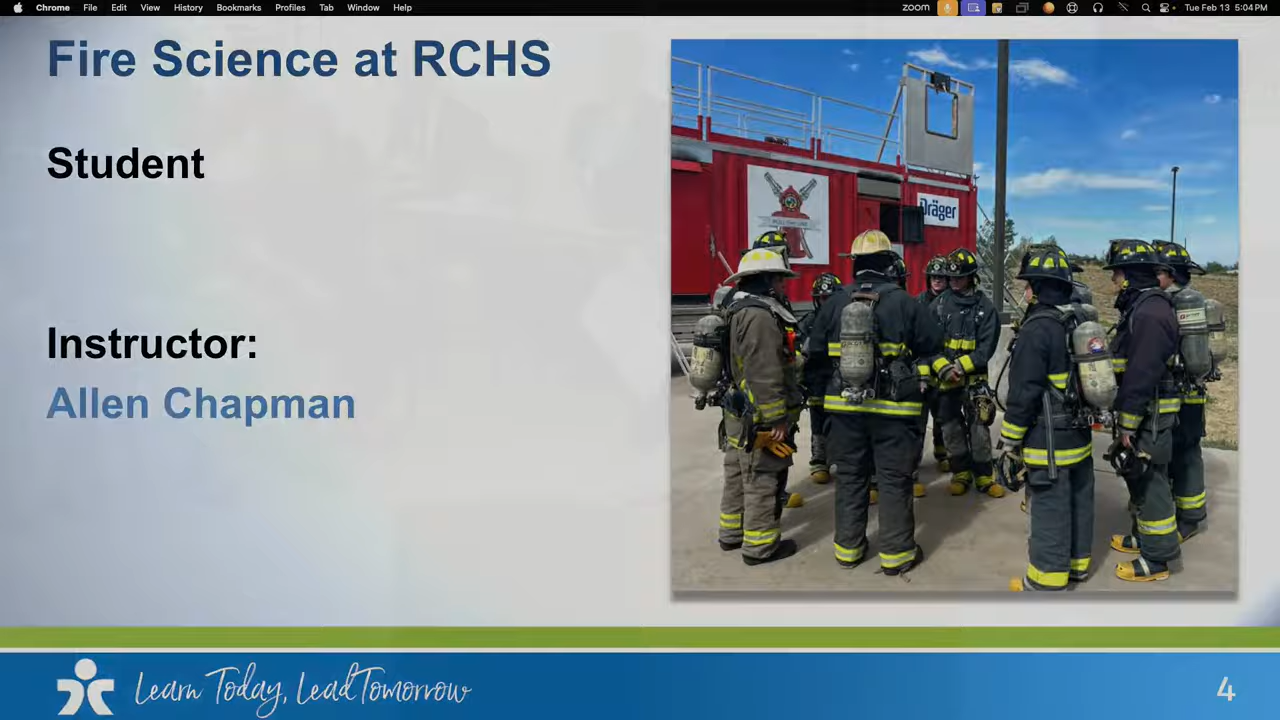 Chrome File Edit View History Bookmarks Profiles Tab Window Help zoom Tue Feb 13 5:04 PM
Fire Science at RCHS
Student
Instructor:
Allen Chapman
Dräger
Learn Today, Lead Tomorrow
4